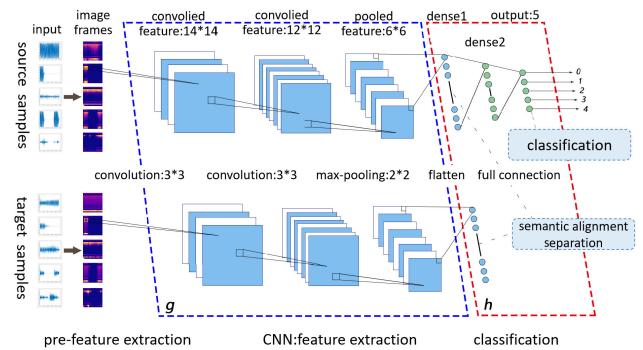 input
image
frames
convolied
feature:14*14
convolied
feature:12*12
pooled
feature:6*6
dense1
output:5
dense2
source samples
0
1
2
3
4
classification
convolution:3*3
convolution:3*3
max-pooling:2*2
flatten
full connection
target samples
semantic alignment
separation
g
h
pre-feature extraction
CNN:feature extraction
classification